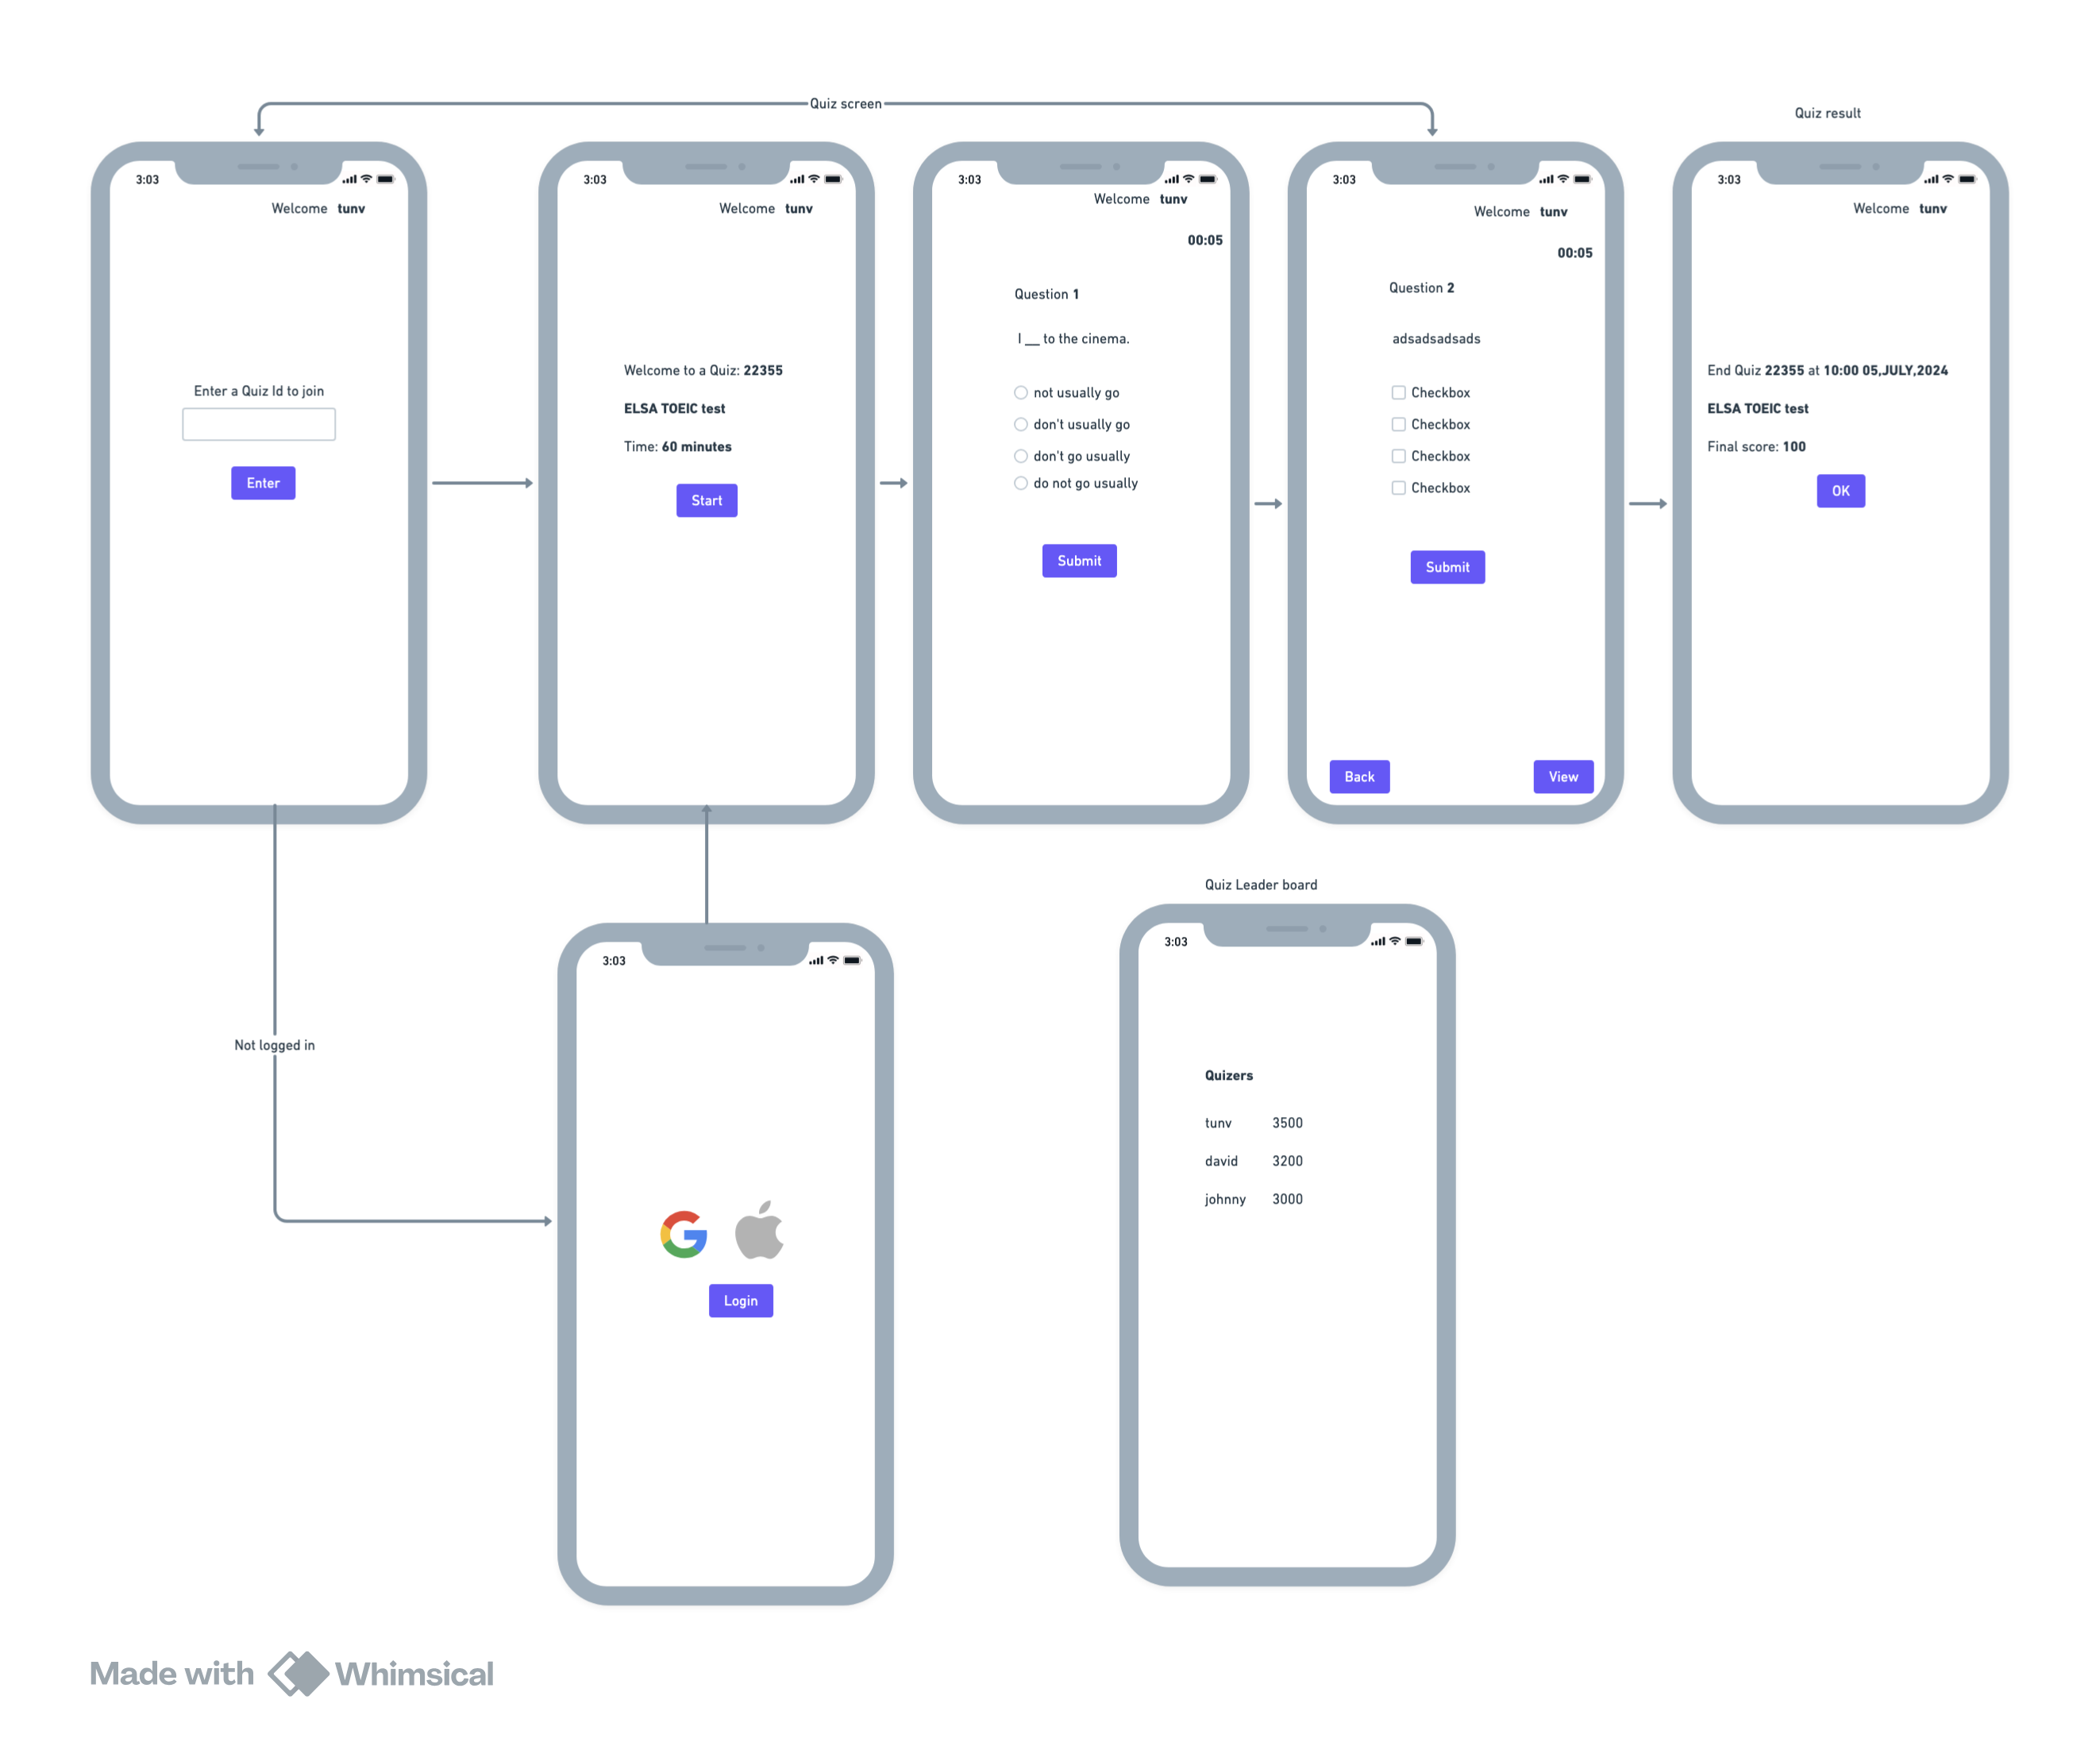 Quiz screen
Quiz result
3:03
Welcome tunv
Enter a Quiz Id to join
Enter
3:03
Welcome tunv
Welcome to a Quiz: 22355
ELSA TOEIC test
Time: 60 minutes
Start
3:03
Welcome tunv
00:05
Question 1
I __ to the cinema.
not usually go
don't usually go
don't go usually
do not go usually
Submit
3:03
Welcome tunv
00:05
Question 2
adsadsadsads
Checkbox
Checkbox
Checkbox
Checkbox
Submit
Back
View
3:03
Welcome tunv
End Quiz 22355 at 10:00 05,JULY,2024
ELSA TOEIC test
Final score: 100
OK
Not logged in
3:03
Login
Quiz Leader board
3:03
Quizers
tunv 3500
david 3200
johnny 3000
Made with Whimsical